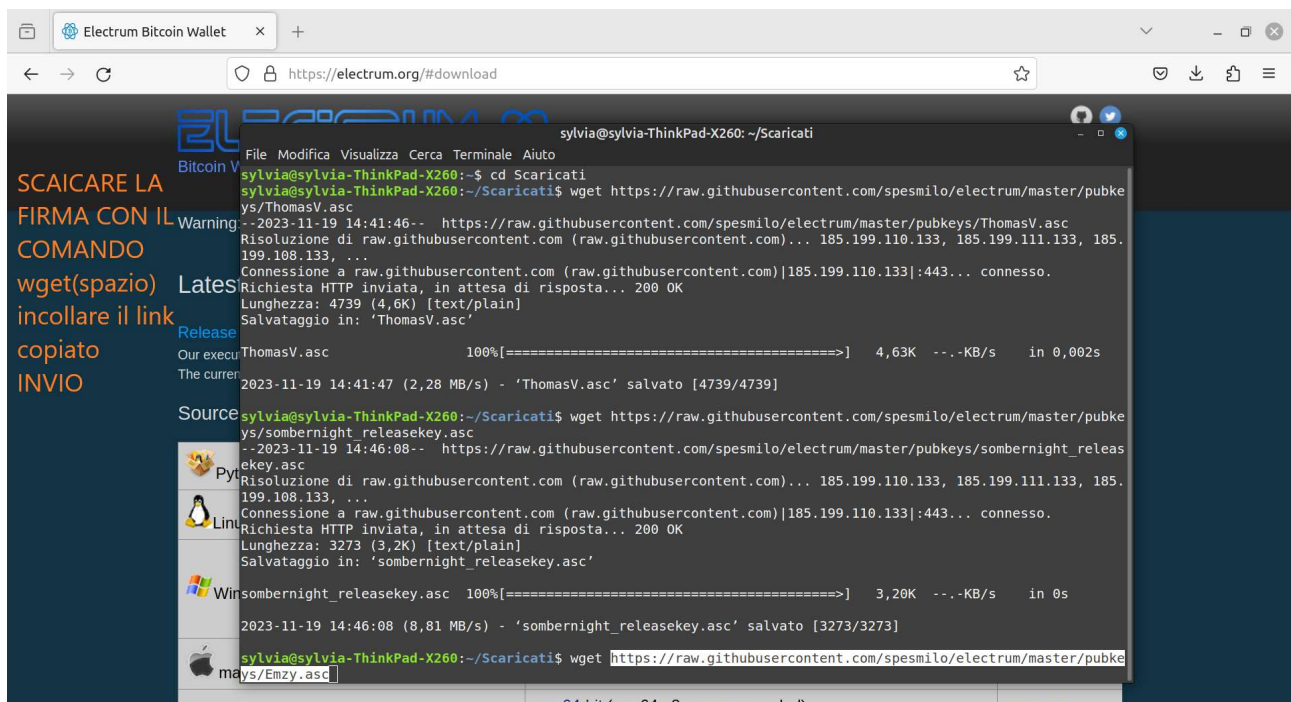 Electrum Bitcoin Wallet
https://electrum.org/#download
ELECTRUM
Bitcoin W
SCAICARE LA
FIRMA CON IL
COMANDO
wget(spazio)
incollare il link
copiato
INVIO
Warning:
Latest
Release
Our execu
The curren
Source
Pyt
Linu
Win
ma
sylvia@sylvia-ThinkPad-X260: ~/Scaricati
File Modifica Visualizza Cerca Terminale Aiuto
sylvia@sylvia-ThinkPad-X260:~$ cd Scaricati
sylvia@sylvia-ThinkPad-X260:~/Scaricati$ wget https://raw.githubusercontent.com/spesmilo/electrum/master/pubke
ys/ThomasV.asc
--2023-11-19 14:41:46-- https://raw.githubusercontent.com/spesmilo/electrum/master/pubkeys/ThomasV.asc
Risoluzione di raw.githubusercontent.com (raw.githubusercontent.com)... 185.199.110.133, 185.199.111.133, 185.
199.108.133, ...
Connessione a raw.githubusercontent.com (raw.githubusercontent.com)|185.199.110.133|:443... connesso.
Richiesta HTTP inviata, in attesa di risposta... 200 OK
Lunghezza: 4739 (4,6K) [text/plain]
Salvataggio in: ‘ThomasV.asc’
ThomasV.asc 100%[=========================================>] 4,63K --.-KB/s in 0,002s
2023-11-19 14:41:47 (2,28 MB/s) - ‘ThomasV.asc’ salvato [4739/4739]
sylvia@sylvia-ThinkPad-X260:~/Scaricati$ wget https://raw.githubusercontent.com/spesmilo/electrum/master/pubke
ys/sombernight_releasekey.asc
--2023-11-19 14:46:08-- https://raw.githubusercontent.com/spesmilo/electrum/master/pubkeys/sombernight_releas
ekey.asc
Risoluzione di raw.githubusercontent.com (raw.githubusercontent.com)... 185.199.110.133, 185.199.111.133, 185.
199.108.133, ...
Connessione a raw.githubusercontent.com (raw.githubusercontent.com)|185.199.110.133|:443... connesso.
Richiesta HTTP inviata, in attesa di risposta... 200 OK
Lunghezza: 3273 (3,2K) [text/plain]
Salvataggio in: ‘sombernight_releasekey.asc’
sombernight_releasekey.asc 100%[=========================================>] 3,20K --.-KB/s in 0s
2023-11-19 14:46:08 (8,81 MB/s) - ‘sombernight_releasekey.asc’ salvato [3273/3273]
sylvia@sylvia-ThinkPad-X260:~/Scaricati$ wget https://raw.githubusercontent.com/spesmilo/electrum/master/pubke
ys/Emzy.asc